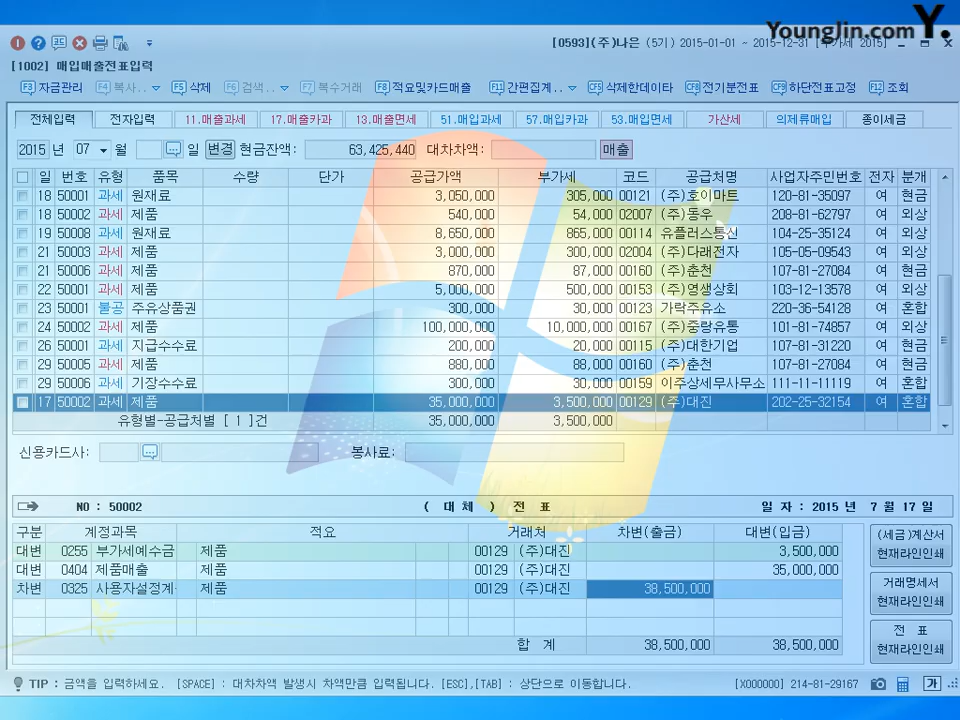 YoungJin.com Y.
[0593](주)나은 (5기) 2015-01-01 ~ 2015-12-31 [부가세 2015]
[1002] 매입매출전표입력
F3 자금관리 F4 복사.. F5 삭제 F6 검색.. F7 복수거래 F8 적요및카드매출 F11 간편집계.. CF5 삭제한데이타 CF8 전기분전표 CF9 하단전표고정 F12 조회
전체입력 전자입력 11.매출과세 17.매출카과 13.매출면세 51.매입과세 57.매입카과 53.매입면세 가산세 의제류매입 종이세금
2015 년 07 월 일 변경 현금잔액: 63,425,440 대차차액: 매출
일 번호 유형 품목 수량 단가 공급가액 부가세 코드 공급처명 사업자주민번호 전자 분개
18 50001 과세 원재료 3,050,000 305,000 00121 (주)호이마트 120-81-35097 여 현금
18 50002 과세 제품 540,000 54,000 02007 (주)동우 208-81-62797 여 외상
19 50008 과세 원재료 8,650,000 865,000 00114 유플러스통신 104-25-35124 여 외상
21 50003 과세 제품 3,000,000 300,000 02004 (주)다래전자 105-05-09543 여 외상
21 50006 과세 제품 870,000 87,000 00160 (주)춘천 107-81-27084 여 현금
22 50001 과세 제품 5,000,000 500,000 00153 (주)영생상회 103-12-13578 여 외상
23 50001 불공 주유상품권 300,000 30,000 00123 가락주유소 220-36-54128 여 혼합
24 50002 과세 제품 100,000,000 10,000,000 00167 (주)중랑유통 101-81-74857 여 외상
26 50001 과세 지급수수료 200,000 20,000 00115 (주)대한기업 107-81-31220 여 현금
29 50005 과세 제품 880,000 88,000 00160 (주)춘천 107-81-27084 여 현금
29 50006 과세 기장수수료 300,000 30,000 00159 이주상세무사무소 111-11-11119 여 혼합
17 50002 과세 제품 35,000,000 3,500,000 00129 (주)대진 202-25-32154 여 혼합
유형별-공급처별 [ 1 ]건 35,000,000 3,500,000
신용카드사: 봉사료:
NO : 50002 ( 대 체 ) 전 표 일 자 : 2015 년 7 월 17 일
구분 계정과목 적요 거래처 차변(출금) 대변(입금)
대변 0255 부가세예수금 제품 00129 (주)대진 3,500,000
대변 0404 제품매출 제품 00129 (주)대진 35,000,000
차변 0325 사용자설정계 제품 00129 (주)대진 38,500,000
합 계 38,500,000 38,500,000
(세금)계산서
현재라인인쇄
거래명세서
현재라인인쇄
전 표
현재라인인쇄
TIP : 금액을 입력하세요. [SPACE] : 대차차액 발생시 차액만큼 입력됩니다. [ESC],[TAB] : 상단으로 이동합니다. [X000000] 214-81-29167 가